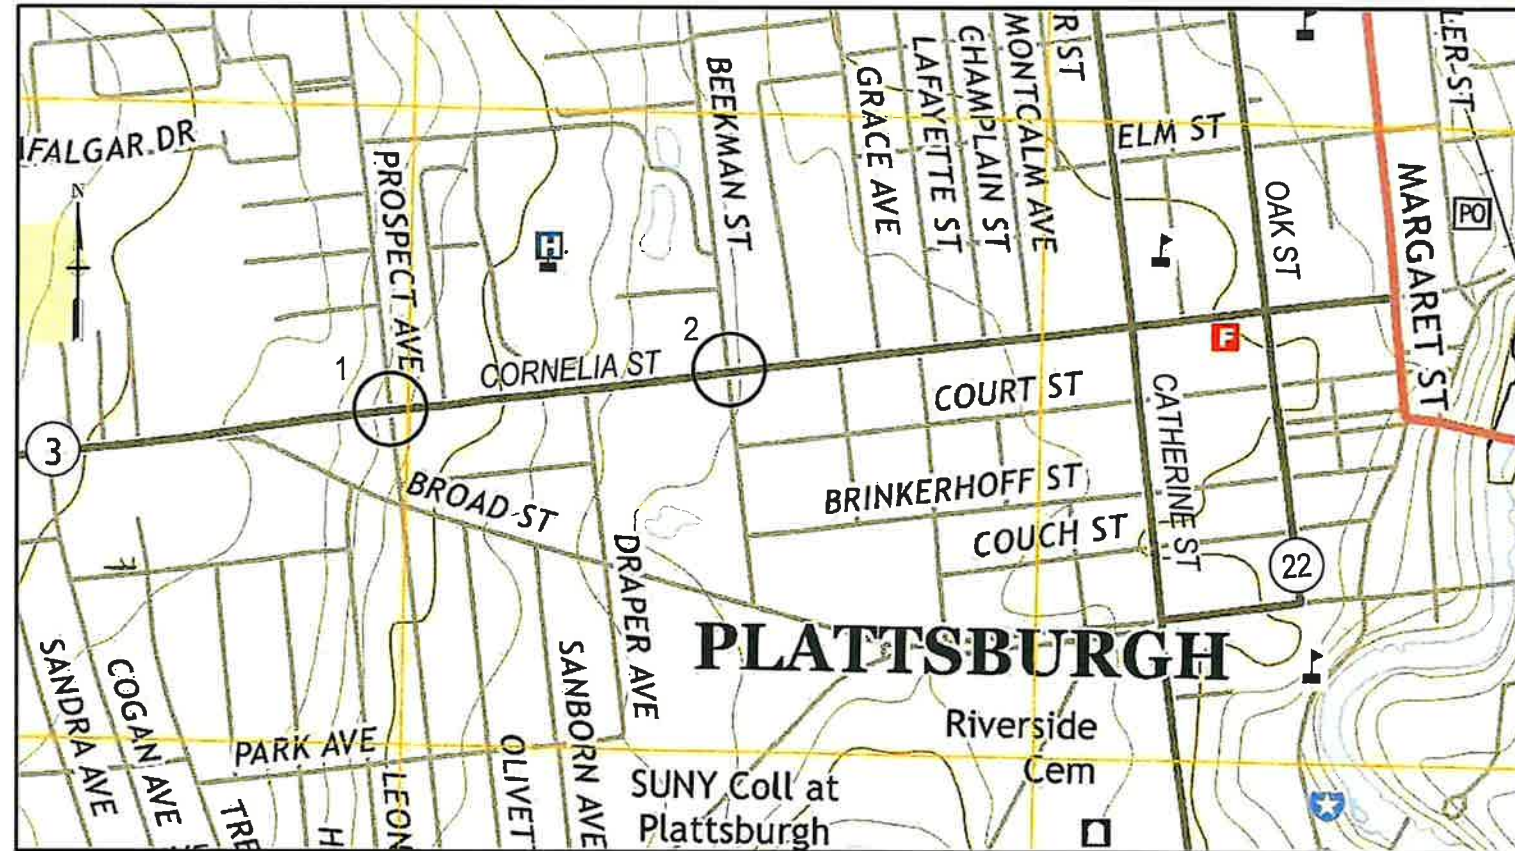 LER ST
R ST
MONTCALM AVE
CHAMPLAIN ST
LAFAYETTE ST
GRACE AVE
BEEKMAN ST
ELM ST
AFALGAR DR
PROSPECT AVE
N
H
OAK ST
MARGARET ST
PO
F
1
2
CORNELIA ST
COURT ST
CATHERINE ST
3
BROAD ST
BRINKERHOFF ST
COUCH ST
22
DRAPER AVE
PLATTSBURGH
SANDRA AVE
COGAN AVE
SANBORN AVE
PARK AVE
OLIVET
LEON
TRE
H
Riverside
Cem
SUNY Coll at
Plattsburgh